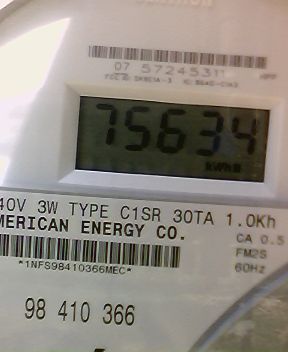 07 5724531
75634
40V 3W TYPE C1SR 30TA 1.0Kh
MERICAN ENERGY CO.
CA 0.5
FM2S
60Hz
*1NFS98410366MEC*
98 410 366